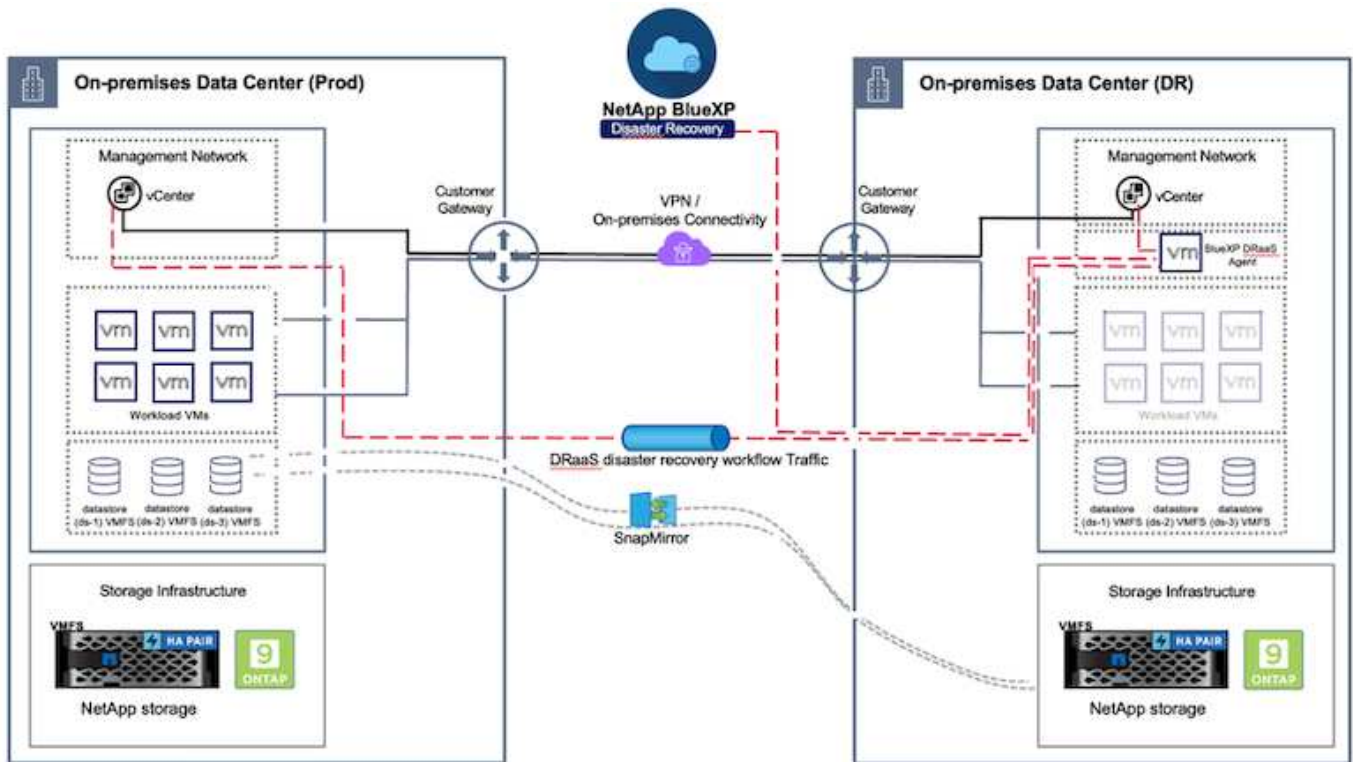 NetApp BlueXP
Disaster Recovery
On-premises Data Center (Prod)
Management Network
vCenter
Customer
Gateway
vm vm vm
vm vm vm
Workload VMs
datastore datastore datastore
(ds-1) VMFS (ds-2) VMFS (ds-3) VMFS
Storage Infrastructure
VMFS
HA PAIR
9
ONTAP
NetApp storage
VPN /
On-premises Connectivity
DRaaS disaster recovery workflow Traffic
SnapMirror
On-premises Data Center (DR)
Customer
Gateway
Management Network
vCenter
vm
BlueXP DRaaS
Agent
vm vm vm
vm vm vm
Workload VMs
datastore datastore datastore
(ds-1) VMFS (ds-2) VMFS (ds-3) VMFS
Storage Infrastructure
VMFS
HA PAIR
9
ONTAP
NetApp storage